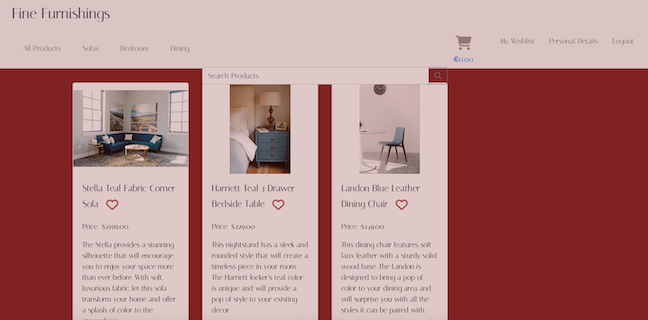 Fine Furnishings
All Products Sofas Bedroom Dining
My Wishlist Personal Details Logout
€0.00
Search Products
Stella Teal Fabric Corner
Sofa
Price: $2199.00
The Stella provides a stunning
silhouette that will encourage
you to enjoy your space more
than ever before. With soft,
luxurious fabric, let this sofa
transform your home and offer
a splash of color to the
Harriett Teal 3 Drawer
Bedside Table
Price: $229.00
This nightstand has a sleek and
rounded style that will create a
timeless piece in your room.
The Harriett locker's teal color
is unique and will provide a
pop of style to your existing
decor.
Landon Blue Leather
Dining Chair
Price: $149.00
This dining chair features soft
faux leather with a sturdy solid
wood base. The Landon is
designed to bring a pop of
color to your dining area and
will surprise you with all the
styles it can be paired with.